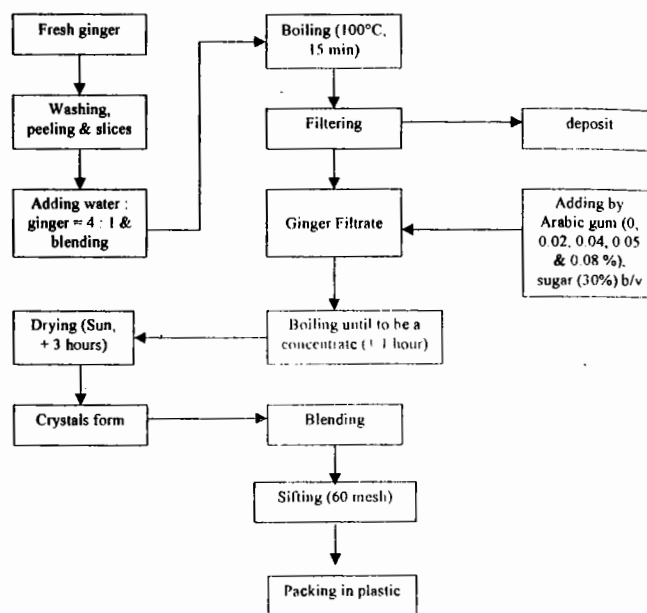 Fresh ginger
Washing,
peeling & slices
Adding water :
ginger = 4 : 1 &
blending
Boiling (100°C,
15 min)
Filtering
deposit
Ginger Filtrate
Adding by
Arabic gum (0,
0.02, 0.04, 0.05
& 0.08 %),
sugar (30%) b/v
Boiling until to be a
concentrate (± 1 hour)
Drying (Sun,
+ 3 hours)
Crystals form
Blending
Sifting (60 mesh)
Packing in plastic